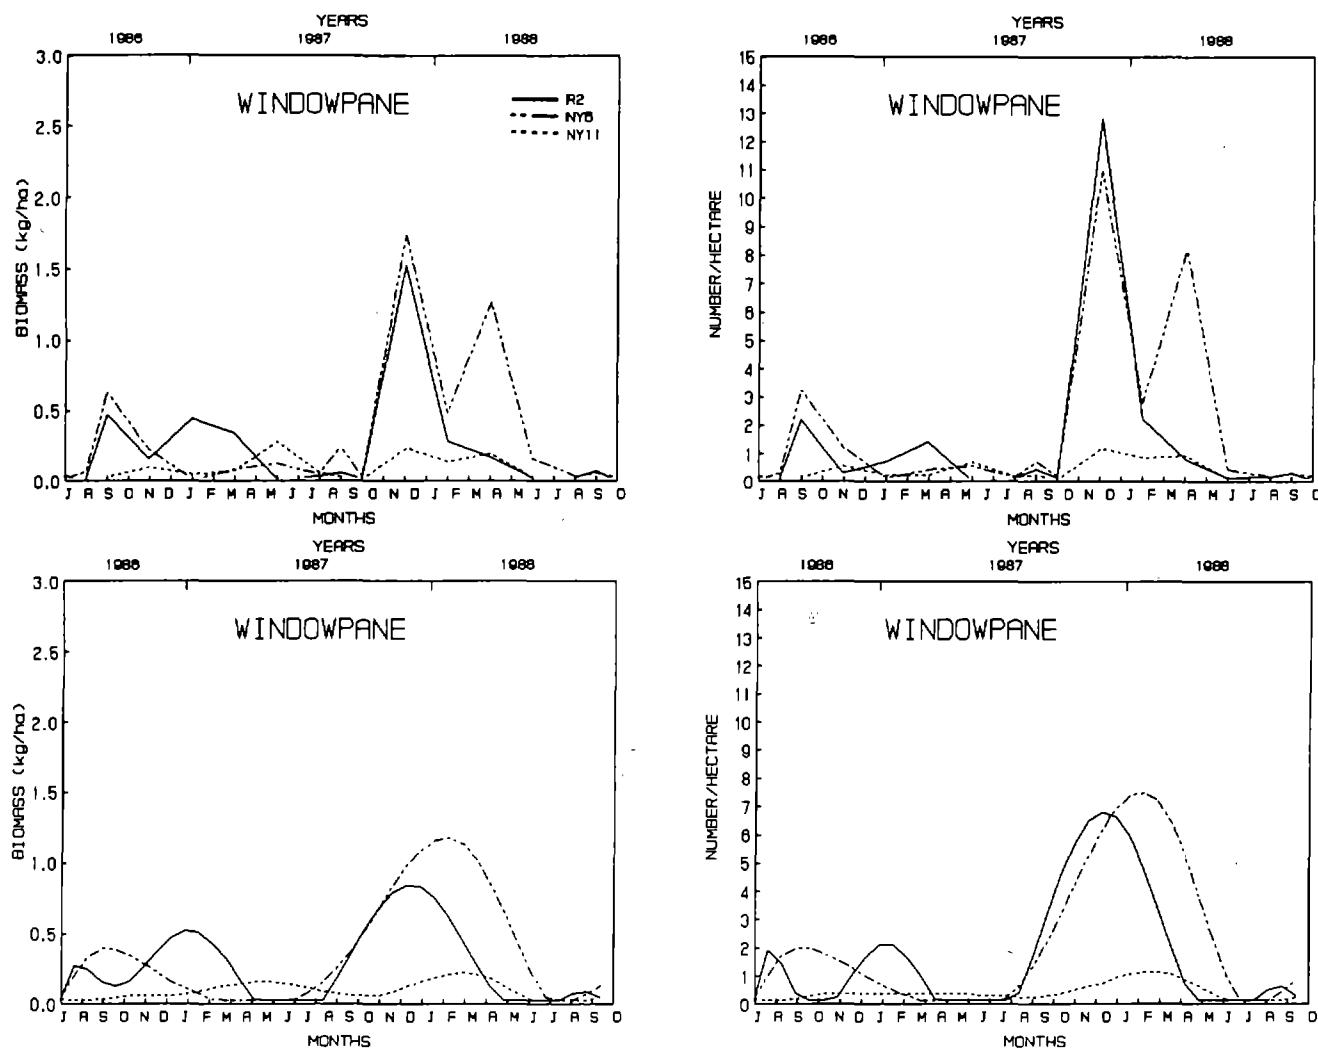 YEARS
1986 1987 1988
3.0
2.5
2.0
1.5
1.0
0.5
0.0
BIOMASS (kg/ha)
WINDOWPANE
R2
NY6
NY11
J A S O N D J F M A M J J A S O N D J F M A M J J A S O
MONTHS
YEARS
1986 1987 1988
15
14
13
12
11
10
9
8
7
6
5
4
3
2
1
0
NUMBER/HECTARE
WINDOWPANE
J A S O N D J F M A M J J A S O N D J F M A M J J A S O
MONTHS
YEARS
1986 1987 1988
3.0
2.5
2.0
1.5
1.0
0.5
0.0
BIOMASS (kg/ha)
WINDOWPANE
J A S O N D J F M A M J J A S O N D J F M A M J J A S O
MONTHS
YEARS
1986 1987 1988
15
14
13
12
11
10
9
8
7
6
5
4
3
2
1
0
NUMBER/HECTARE
WINDOWPANE
J A S O N D J F M A M J J A S O N D J F M A M J J A S O
MONTHS